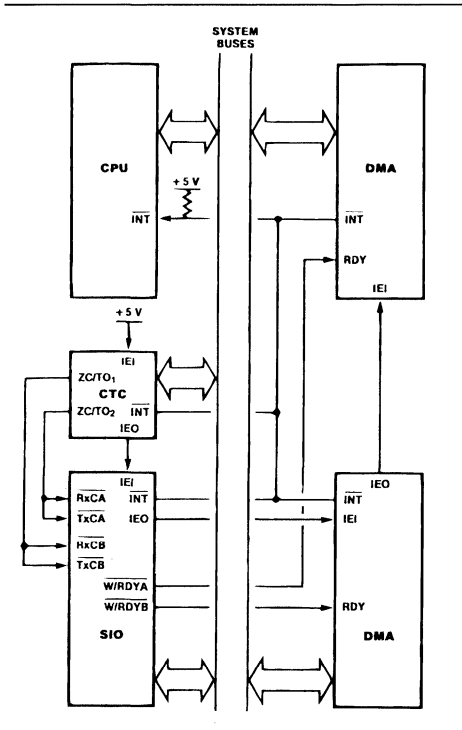 SYSTEM
BUSES
CPU
+ 5 V
INT
DMA
INT
RDY
IEI
+ 5 V
IEI
ZC/TO₁
CTC
ZC/TO₂ INT
IEO
IEI
RxCA INT
TxCA IEO
RxCB
TxCB
W/RDYA
W/RDYB
SIO
IEO
INT
IEI
RDY
DMA